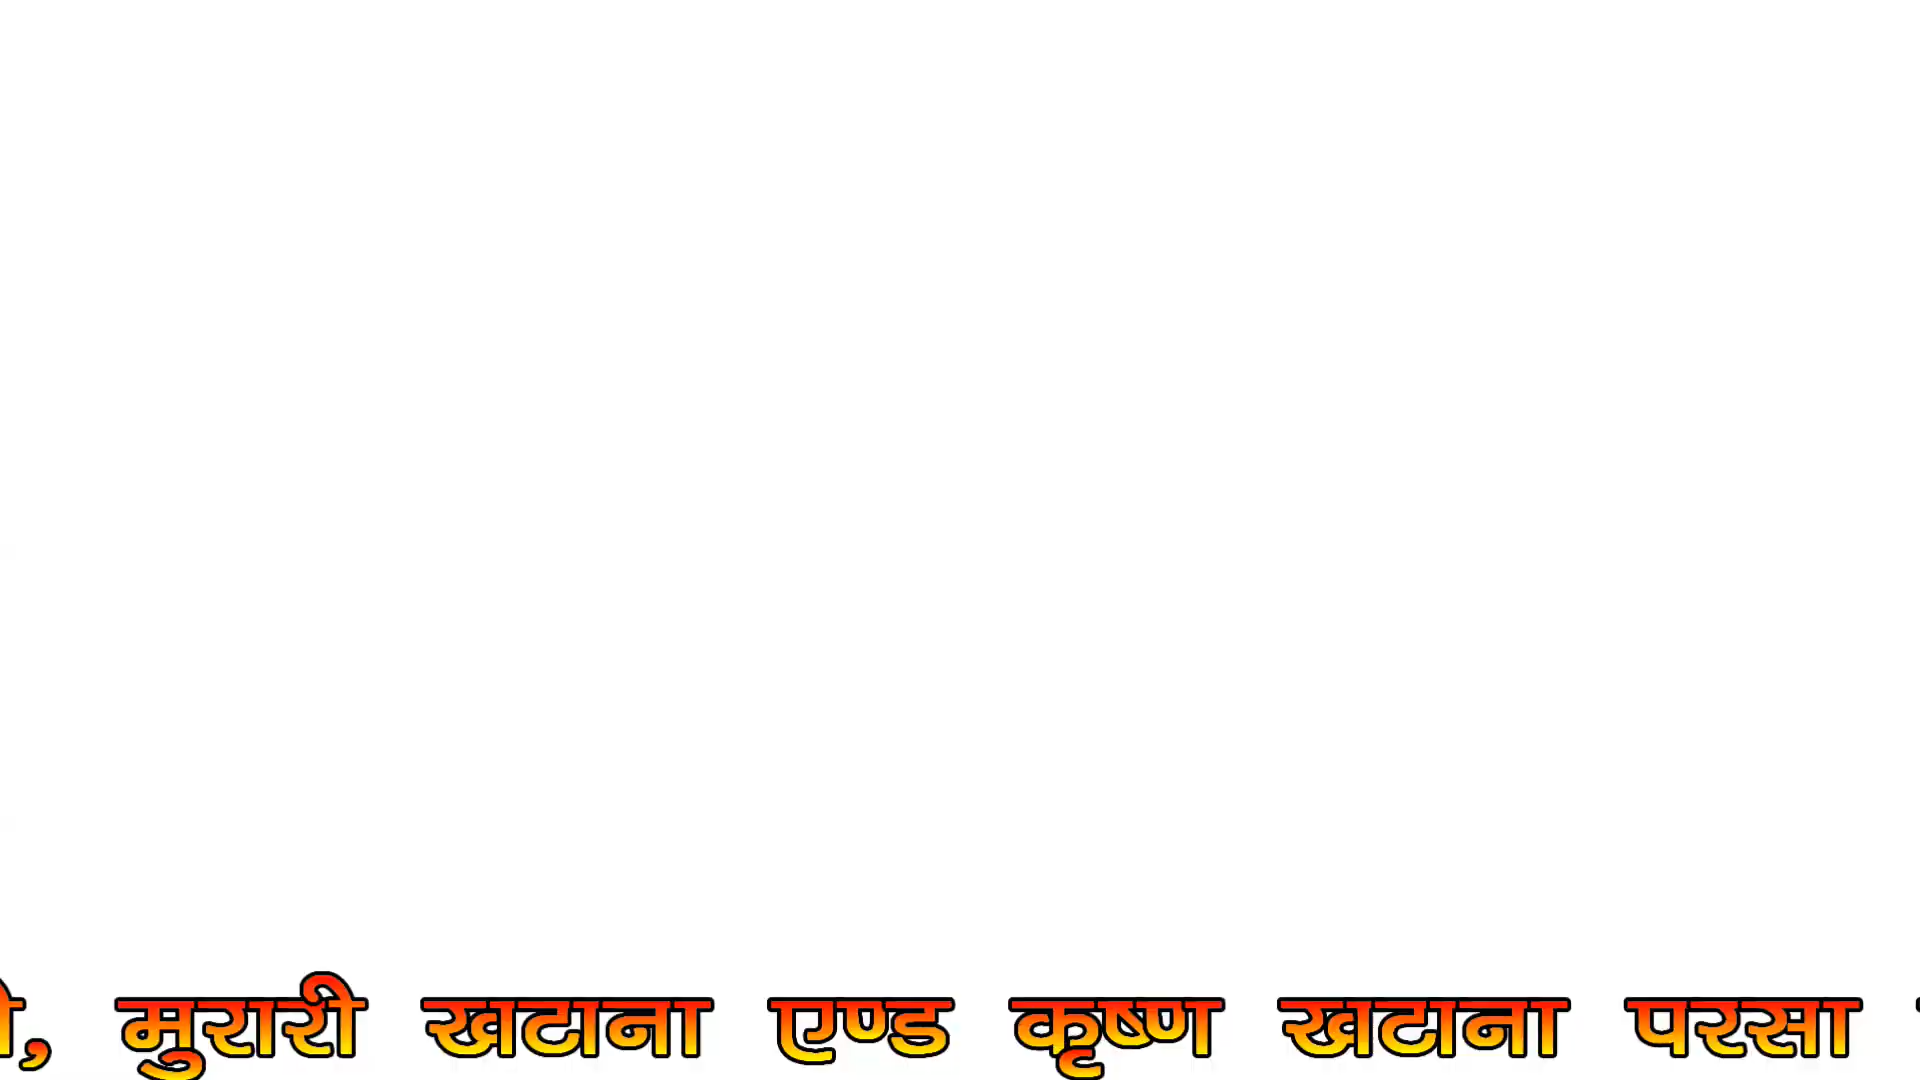 , मुरारी खटाना एण्ड कृष्ण खटाना परसा